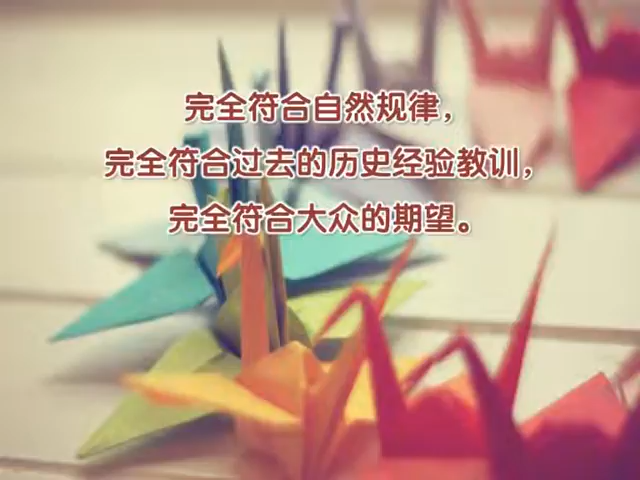 完全符合自然规律，
完全符合过去的历史经验教训，
完全符合大众的期望。